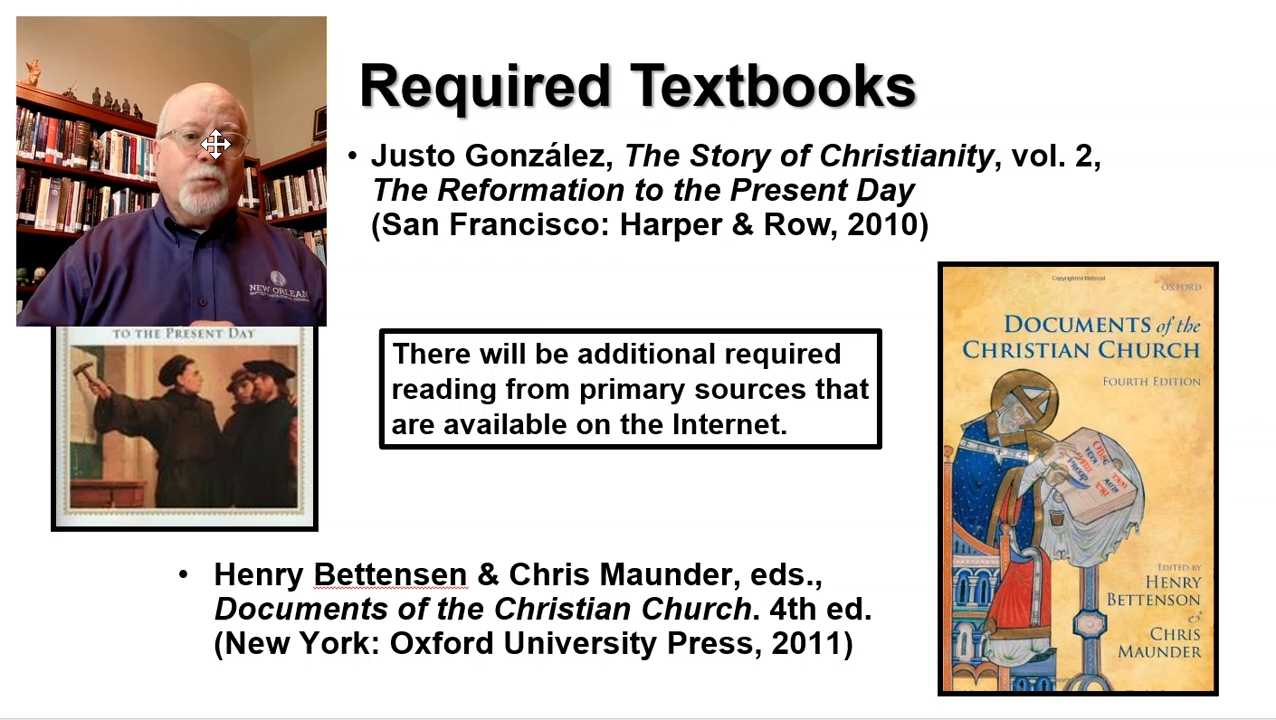 Required Textbooks
• Justo González, The Story of Christianity, vol. 2,
The Reformation to the Present Day
(San Francisco: Harper & Row, 2010)
NEW ORLEANS
TO THE PRESENT DAY
There will be additional required
reading from primary sources that
are available on the Internet.
Copyrighted Material
OXFORD
DOCUMENTS of the
CHRISTIAN CHURCH
FOURTH EDITION
EDITED BY
HENRY
BETTENSON
&
CHRIS
MAUNDER
• Henry Bettensen & Chris Maunder, eds.,
Documents of the Christian Church. 4th ed.
(New York: Oxford University Press, 2011)